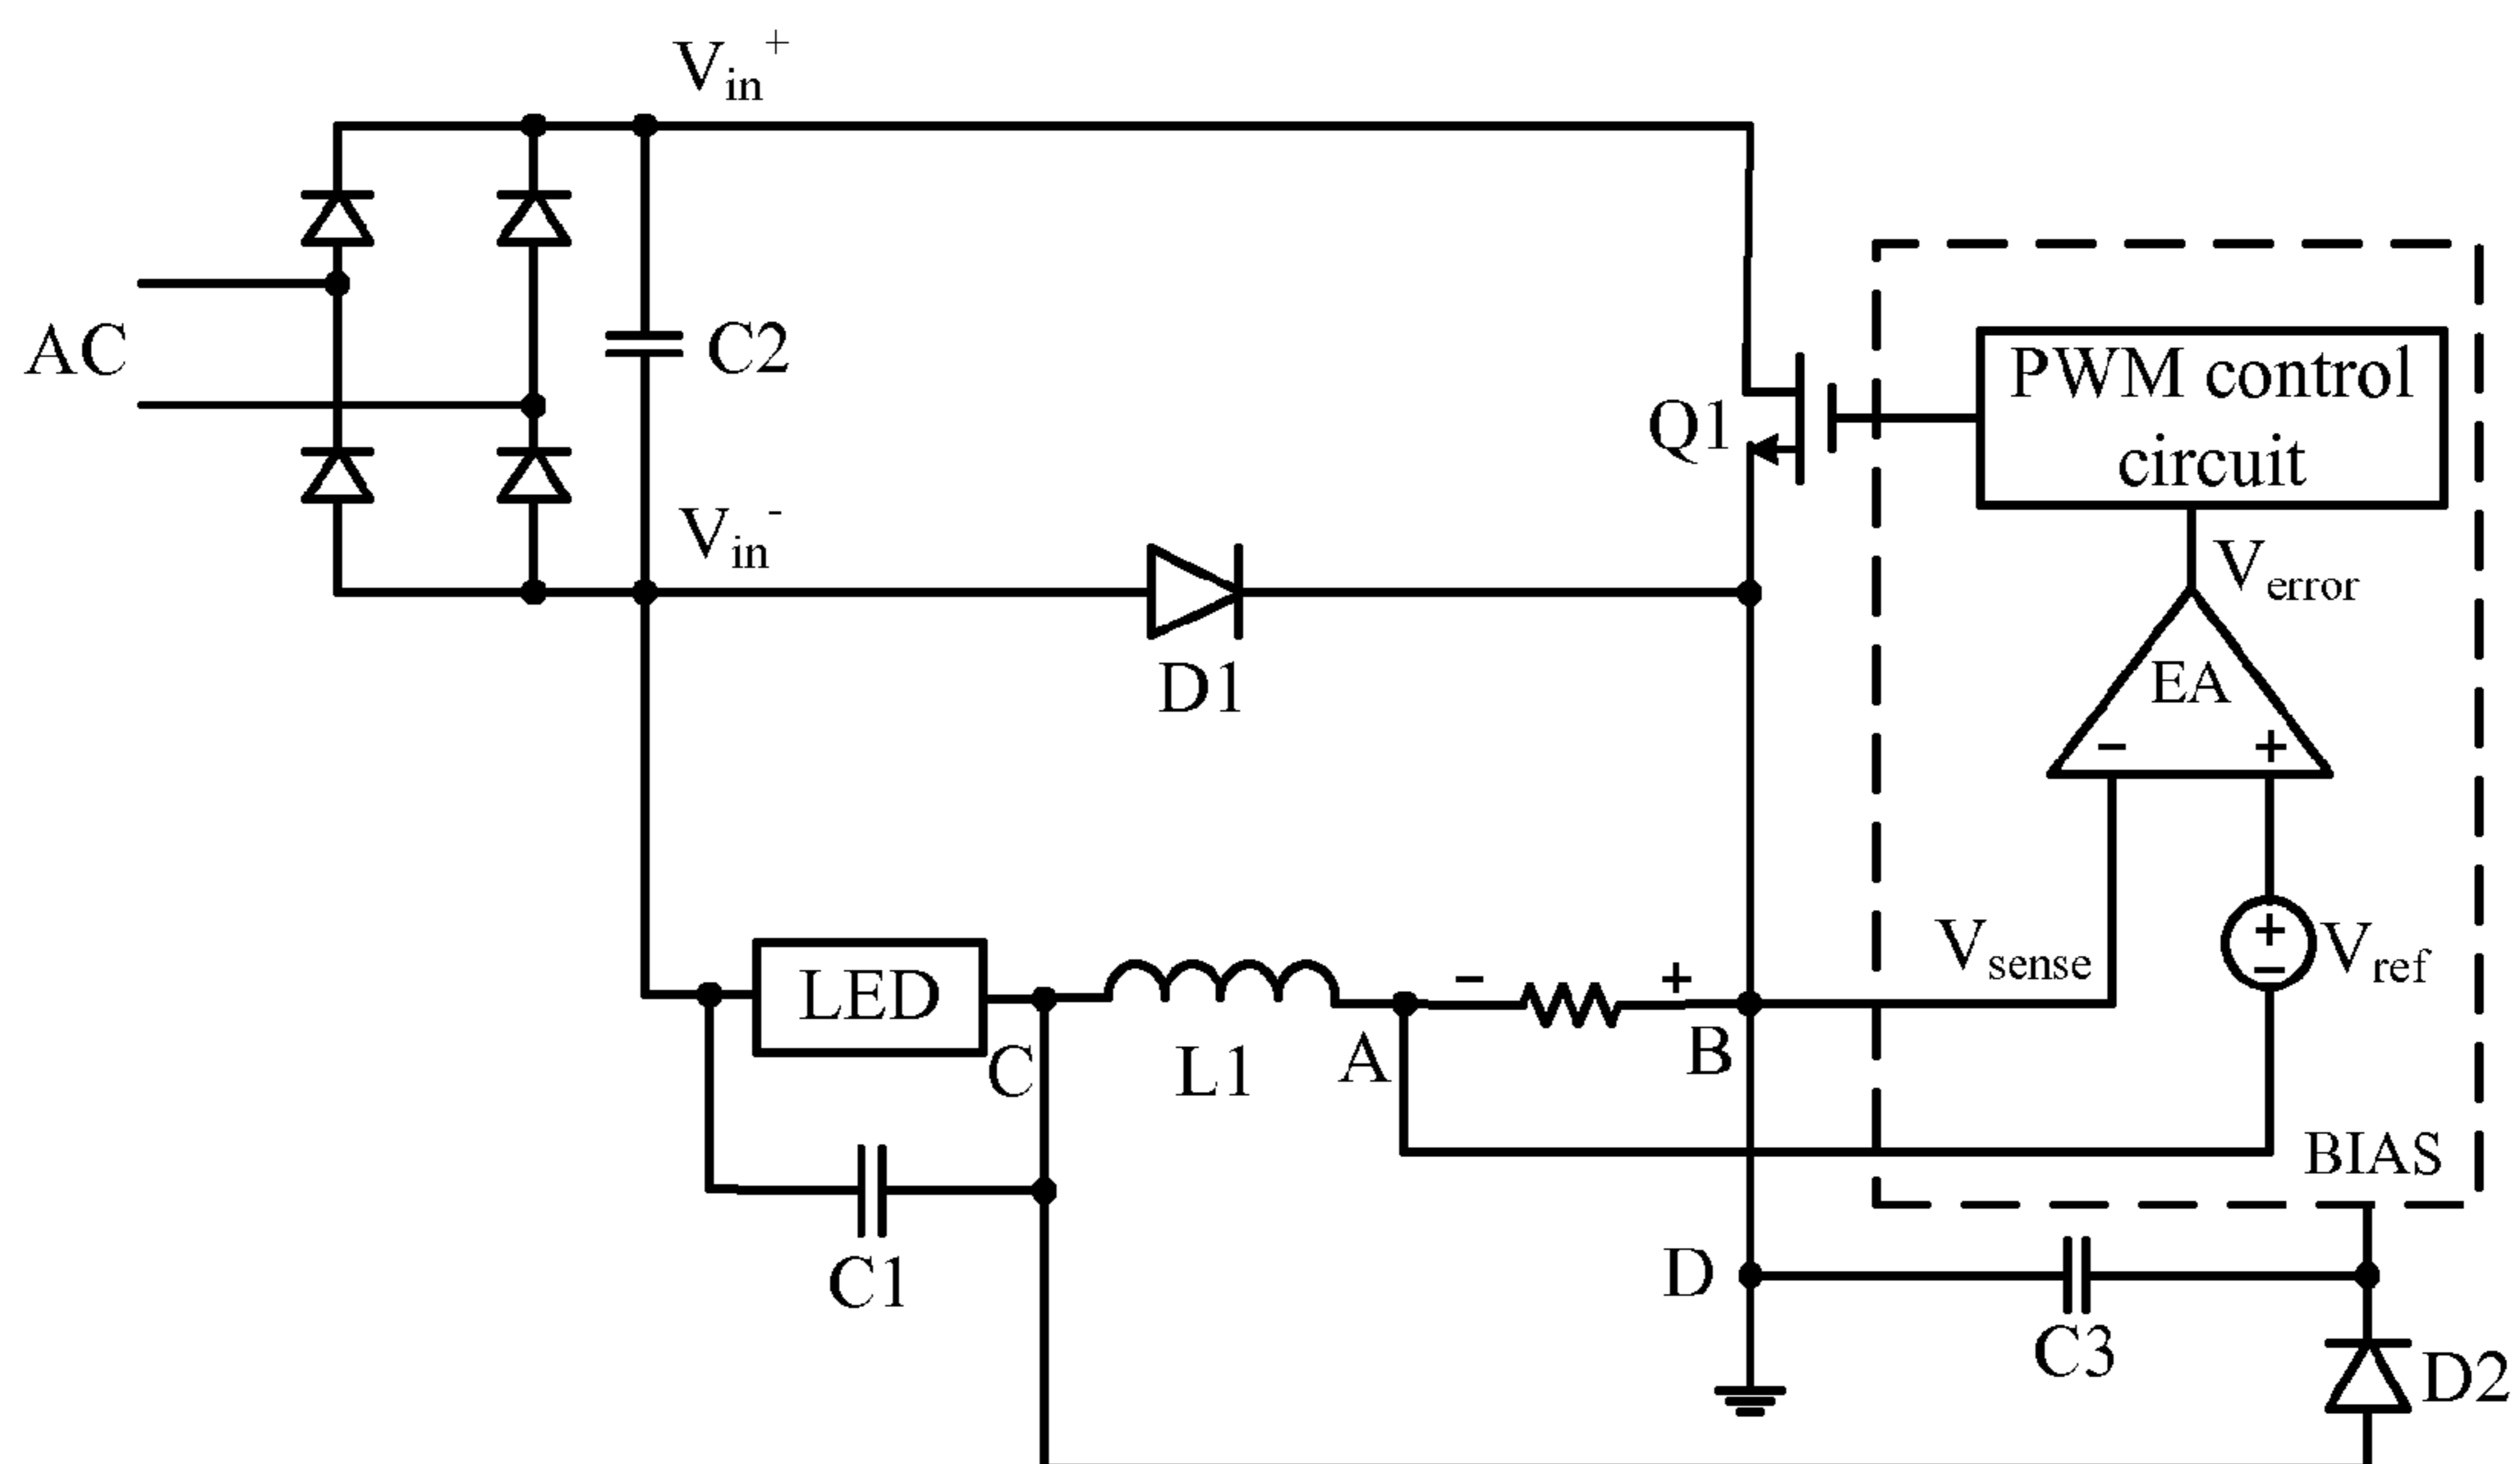 Vin+
AC
C2
Q1
PWM control
circuit
Vin-
Verror
D1
EA
- +
LED
Vsense
+
-
Vref
- +
C
L1
A
B
BIAS
C1
D
C3
D2